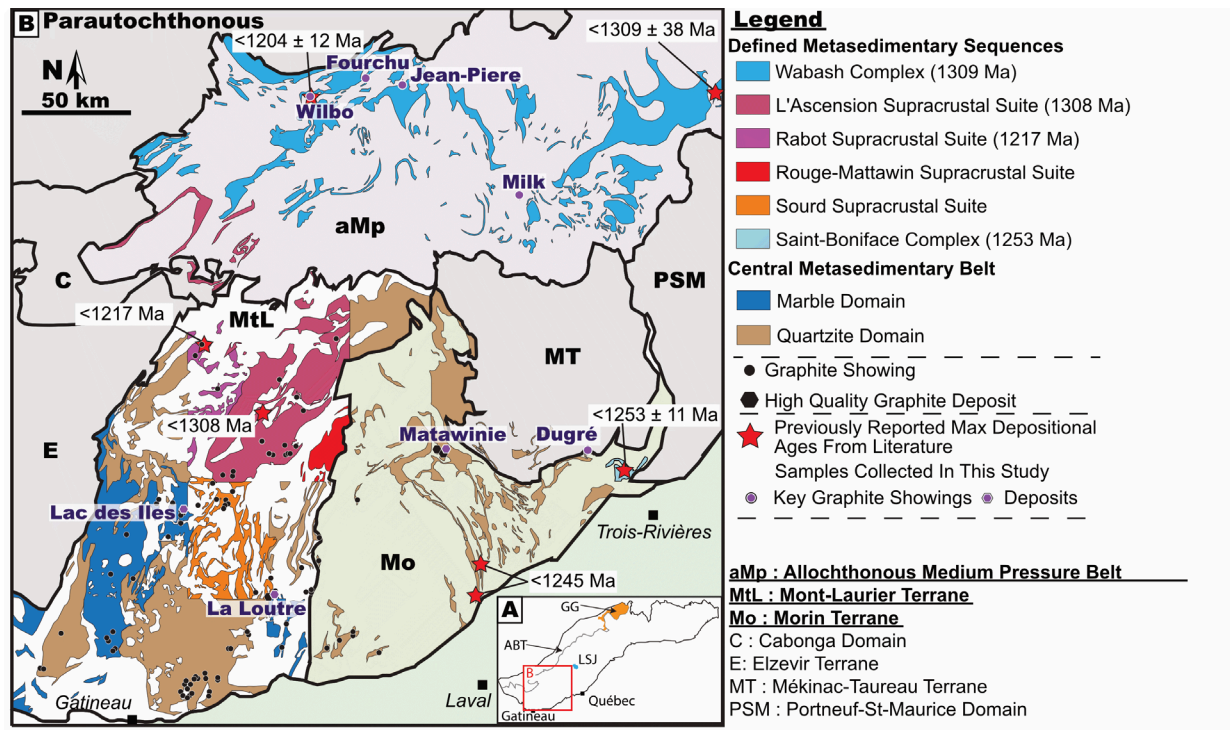 B Parautochthonous
<1204 ± 12 Ma
<1309 ± 38 Ma
N
50 km
Fourchu
Jean-Piere
Wilbo
Milk
aMp
C
PSM
<1217 Ma
MtL
MT
<1308 Ma
<1253 ± 11 Ma
Matawinie
Dugré
E
Lac des Iles
Trois-Rivières
Mo
<1245 Ma
La Loutre
Gatineau
Laval
A
GG
ABT
LSJ
B
Québec
Gatineau
Legend
Defined Metasedimentary Sequences
Wabash Complex (1309 Ma)
L'Ascension Supracrustal Suite (1308 Ma)
Rabot Supracrustal Suite (1217 Ma)
Rouge-Mattawin Supracrustal Suite
Sourd Supracrustal Suite
Saint-Boniface Complex (1253 Ma)
Central Metasedimentary Belt
Marble Domain
Quartzite Domain
Graphite Showing
High Quality Graphite Deposit
Previously Reported Max Depositional
Ages From Literature
Samples Collected In This Study
Key Graphite Showings Deposits
aMp : Allochthonous Medium Pressure Belt
MtL : Mont-Laurier Terrane
Mo : Morin Terrane
C : Cabonga Domain
E: Elzevir Terrane
MT : Mékinac-Taureau Terrane
PSM : Portneuf-St-Maurice Domain